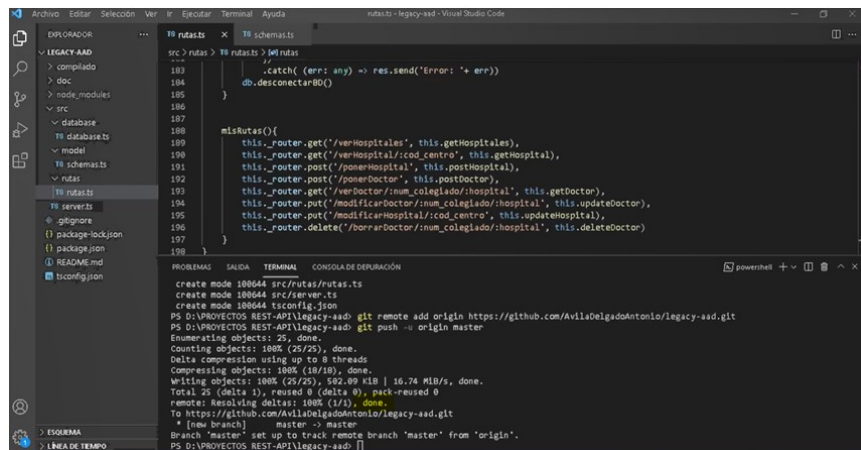 Archivo Editar Selección Ver Ir Ejecutar Terminal Ayuda
rutas.ts - legacy-aad - Visual Studio Code
EXPLORADOR ...
LEGACY-AAD
compilado
doc
node_modules
src
database
TS database.ts
model
TS schemas.ts
rutas
TS rutas.ts
TS server.ts
.gitignore
{} package-lock.json
{} package.json
README.md
tsconfig.json
ESQUEMA
LÍNEA DE TIEMPO
TS rutas.ts × TS schemas.ts
src > rutas > TS rutas.ts > rutas
183 .catch( (err: any) => res.send('Error: '+ err))
184 db.desconectarBD()
185 }
186
187
188 misRutas(){
189 this._router.get('/verHospitales', this.getHospitales),
190 this._router.get('/verHospital/:cod_centro', this.getHospital),
191 this._router.post('/ponerHospital', this.postHospital),
192 this._router.post('/ponerDoctor', this.postDoctor),
193 this._router.get('/verDoctor/:num_colegiado/:hospital', this.getDoctor),
194 this._router.put('/modificarDoctor/:num_colegiado/:hospital', this.updateDoctor),
195 this._router.put('/modificarHospital/:cod_centro', this.updateHospital),
196 this._router.delete('/borrarDoctor/:num_colegiado/:hospital', this.deleteDoctor)
197 }
198 }
PROBLEMAS SALIDA TERMINAL CONSOLA DE DEPURACIÓN
powershell
create mode 100644 src/rutas/rutas.ts
create mode 100644 src/server.ts
create mode 100644 tsconfig.json
PS D:\PROYECTOS REST-API\legacy-aad> git remote add origin https://github.com/AvilaDelgadoAntonio/legacy-aad.git
PS D:\PROYECTOS REST-API\legacy-aad> git push -u origin master
Enumerating objects: 25, done.
Counting objects: 100% (25/25), done.
Delta compression using up to 8 threads
Compressing objects: 100% (18/18), done.
Writing objects: 100% (25/25), 502.09 KiB | 16.74 MiB/s, done.
Total 25 (delta 1), reused 0 (delta 0), pack-reused 0
remote: Resolving deltas: 100% (1/1), done.
To https://github.com/AvilaDelgadoAntonio/legacy-aad.git
* [new branch] master -> master
Branch 'master' set up to track remote branch 'master' from 'origin'.
PS D:\PROYECTOS REST-API\legacy-aad>